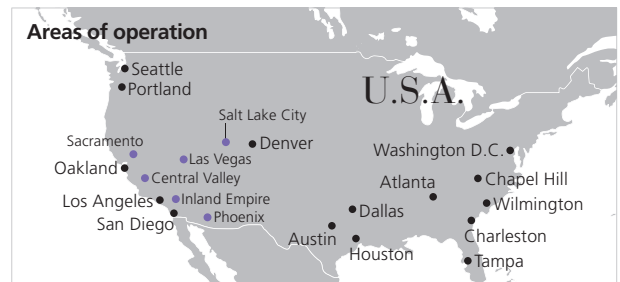 Areas of operation
U.S.A.
Seattle
Portland
Salt Lake City
Denver
Sacramento
Las Vegas
Oakland
Central Valley
Los Angeles
Inland Empire
San Diego
Phoenix
Washington D.C.
Atlanta
Chapel Hill
Dallas
Wilmington
Austin
Houston
Charleston
Tampa